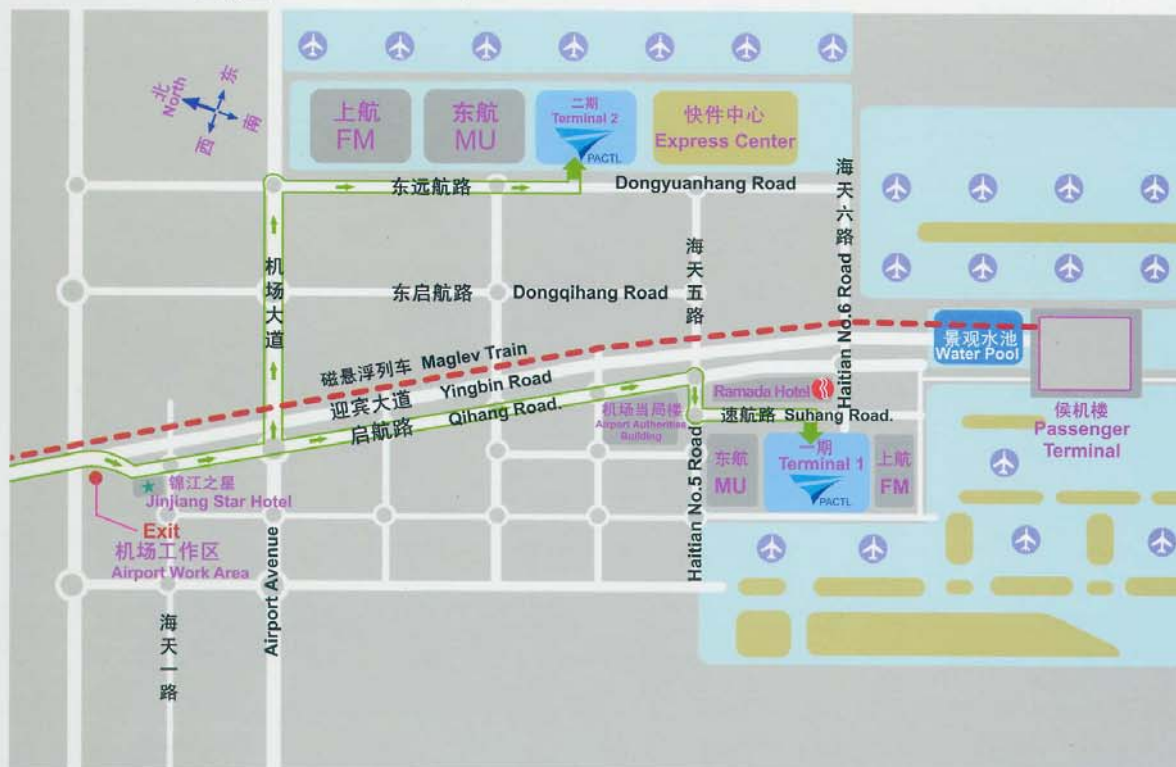 北
North
东
西
南
上航
FM
东航
MU
二期
Terminal 2
PACTL
快件中心
Express Center
东远航路
Dongyuanhang Road
海天六路
Haitian No.6 Road
机场大道
东启航路
Dongqihang Road
海天五路
磁悬浮列车 Maglev Train
迎宾大道 Yingbin Road
启航路 Qihang Road.
景观水池
Water Pool
侯机楼
Passenger
Terminal
Ramada Hotel
机场当局楼
Airport Authorities
Building
速航路 Suhang Road.
东航
MU
一期
Terminal 1
PACTL
上航
FM
Haitian No.5 Road
锦江之星
Jinjiang Star Hotel
Exit
机场工作区
Airport Work Area
Airport Avenue
海天一路